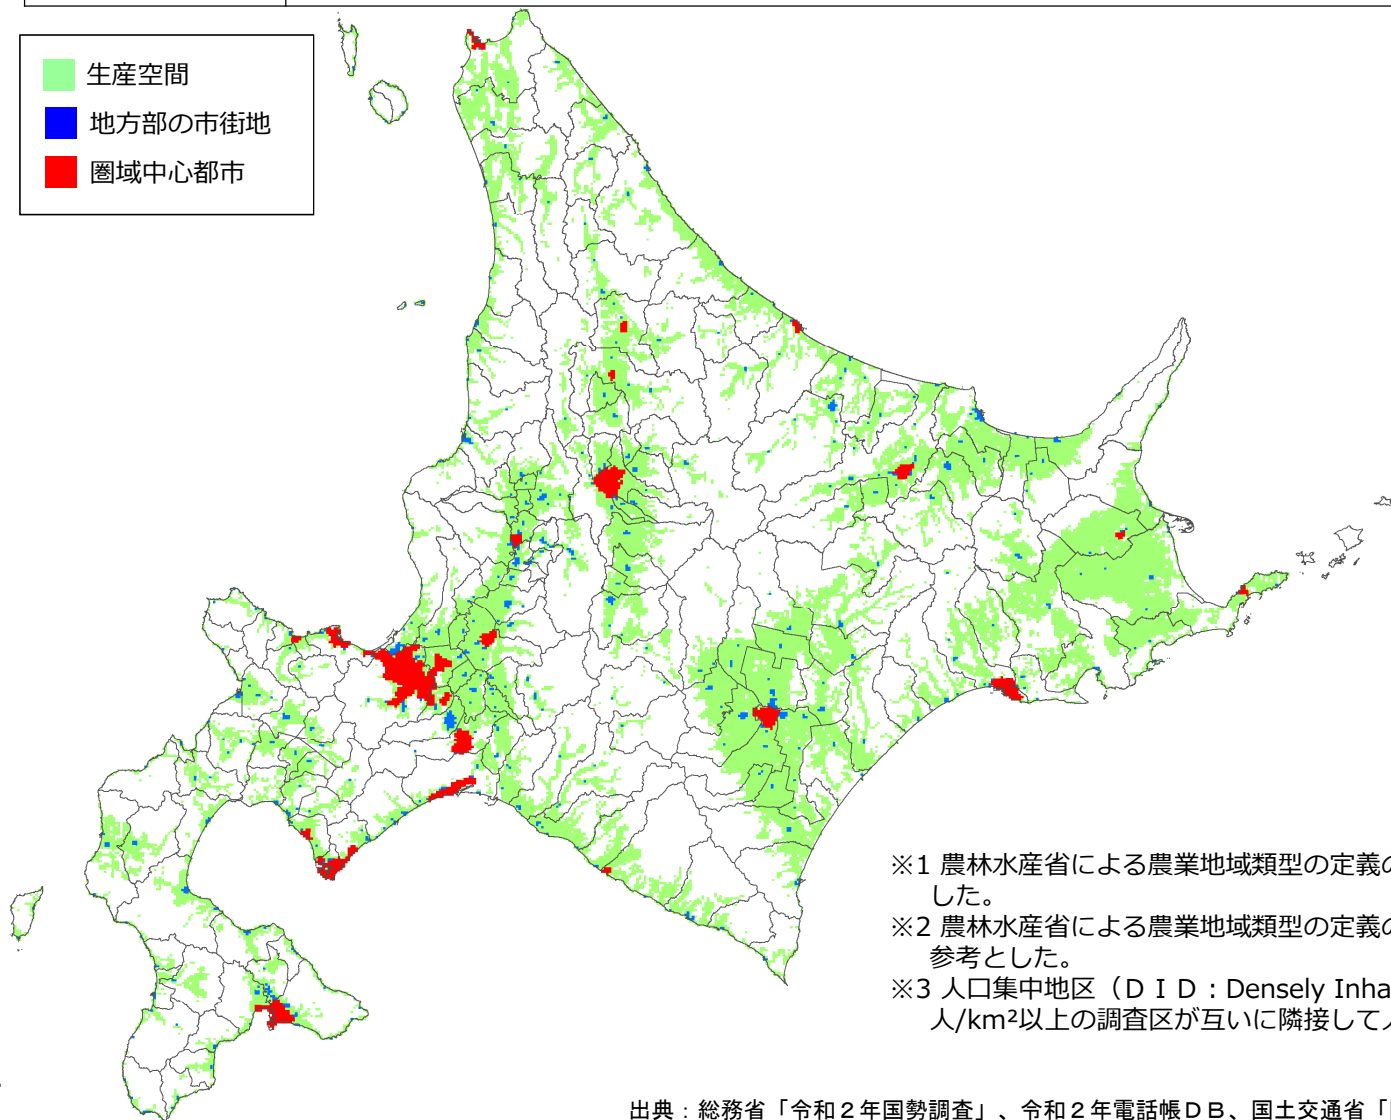 生産空間
地方部の市街地
圏域中心都市
※1 農林水産省による農業地域類型の定義の
した。
※2 農林水産省による農業地域類型の定義の
参考とした。
※3 人口集中地区（ＤＩＤ：Densely Inha
人/km²以上の調査区が互いに隣接して
出典：総務省「令和２年国勢調査」、令和２年電話帳ＤＢ、国土交通省「